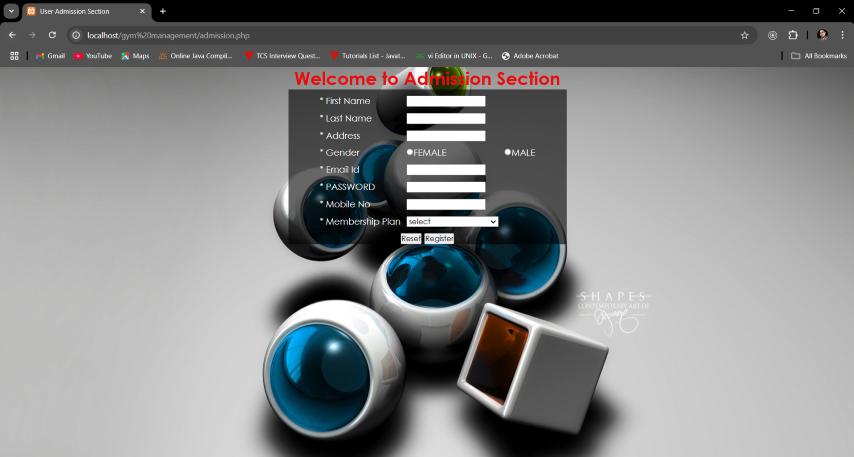 User Admission Section
localhost/gym%20management/admission.php
Gmail YouTube Maps Online Java Compil... TCS Interview Quest... Tutorials List - Javat... vi Editor in UNIX - G... Adobe Acrobat All Bookmarks
Welcome to Admission Section
* First Name
* Last Name
* Address
* Gender FEMALE MALE
* Email Id
* PASSWORD
* Mobile No
* Membership Plan select
Reset Register
SHAPES
CONTEMPORARY ART DE